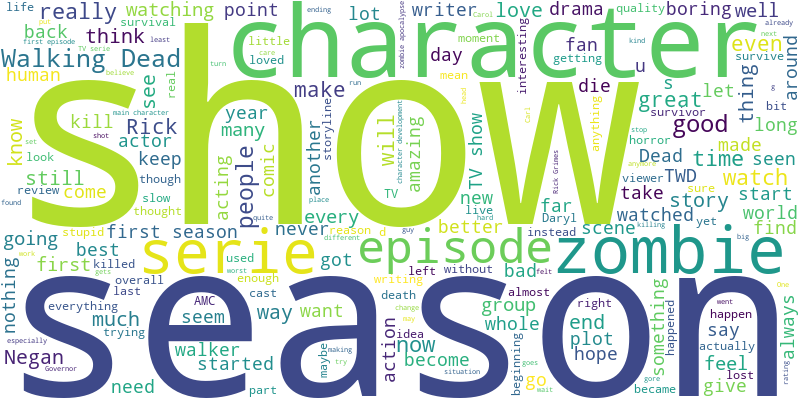 life
survival
watching
really
point
writer
love
drama
boring
well
quality
ending
put
back
lot
Carol
already
first episode
TV serie
least
think
little
moment
fan
even
next
Walking Dead
care
loved
day
getting
kind
survive
around
human
see
real
turn
mean
interesting
die
u
s
let
thing
bit
g
believe
run
zombie apocalypse
character
show
great
survivor
long
know
main character
make
year
storyline
kill
shot
Rick
many
comic
character development
will
amazing
TV show
good
actor
set
another
Carl
head
anything
stop
horror
Dead
made
look
keep
acting
people
TV
anymore
viewer
TWD
time
seen
still
though
Rick Grimes
sure
watch
review
slow
new
take
come
thought
every
place
live
far
Daryl
story
start
found
stupid
quite
hard
watched
yet
world
going
first season
never
reason
d
better
instead
scene
killing
find
best
different
guy
big
serie
episode
zombie
work
used
got
bad
felt
nothing
first
killed
gets
worst
writing
left
without
overall
enough
cast
death
group
almost
right
something
happened
always
everything
last
AMC
way
want
change
may
action
idea
whole
end
went
happen
One
much
seem
now
plot
say
trying
making
become
beginning
hope
actually
Negan
walker
maybe
try
goes
feel
lost
rating
especially
Governor
started
situation
go
wait
gore
give
need
part
became
season